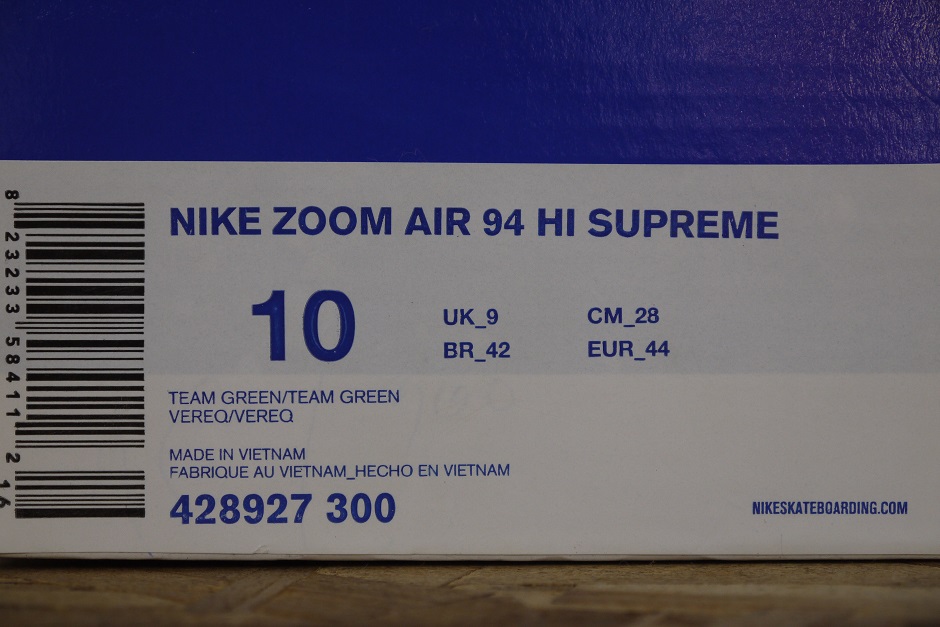 NIKE ZOOM AIR 94 HI SUPREME
10
UK_9 CM_28
BR_42 EUR_44
TEAM GREEN/TEAM GREEN
VEREQ/VEREQ
MADE IN VIETNAM
FABRIQUE AU VIETNAM_HECHO EN VIETNAM
428927 300
NIKESKATEBOARDING.COM
8 23233 58411 2